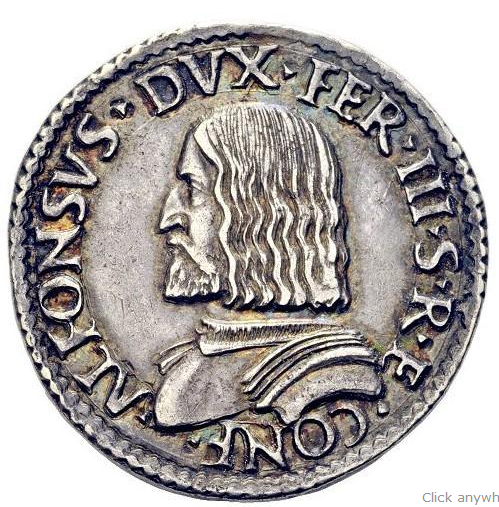 ALFONSVS · DVX · FER · III · S · R · E · CONF ·
Click anywh